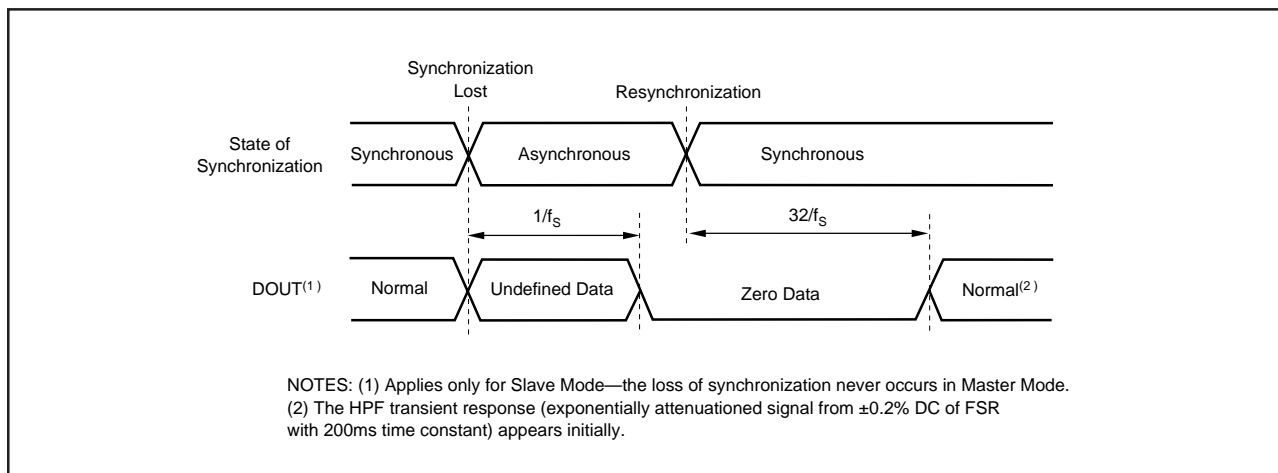 Synchronization
Lost
Resynchronization
State of
Synchronization
Synchronous
Asynchronous
Synchronous
1/fS
32/fS
DOUT(1)
Normal
Undefined Data
Zero Data
Normal(2)
NOTES: (1) Applies only for Slave Mode—the loss of synchronization never occurs in Master Mode.
(2) The HPF transient response (exponentially attenuationed signal from ±0.2% DC of FSR
with 200ms time constant) appears initially.